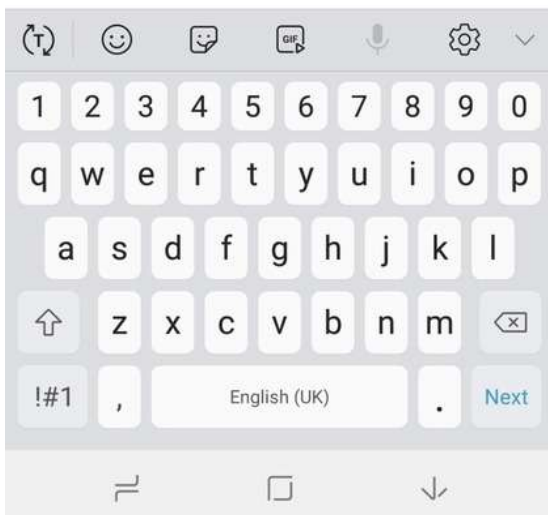 T GIF
1 2 3 4 5 6 7 8 9 0
q w e r t y u i o p
a s d f g h j k l
z x c v b n m
!#1 , English (UK) . Next